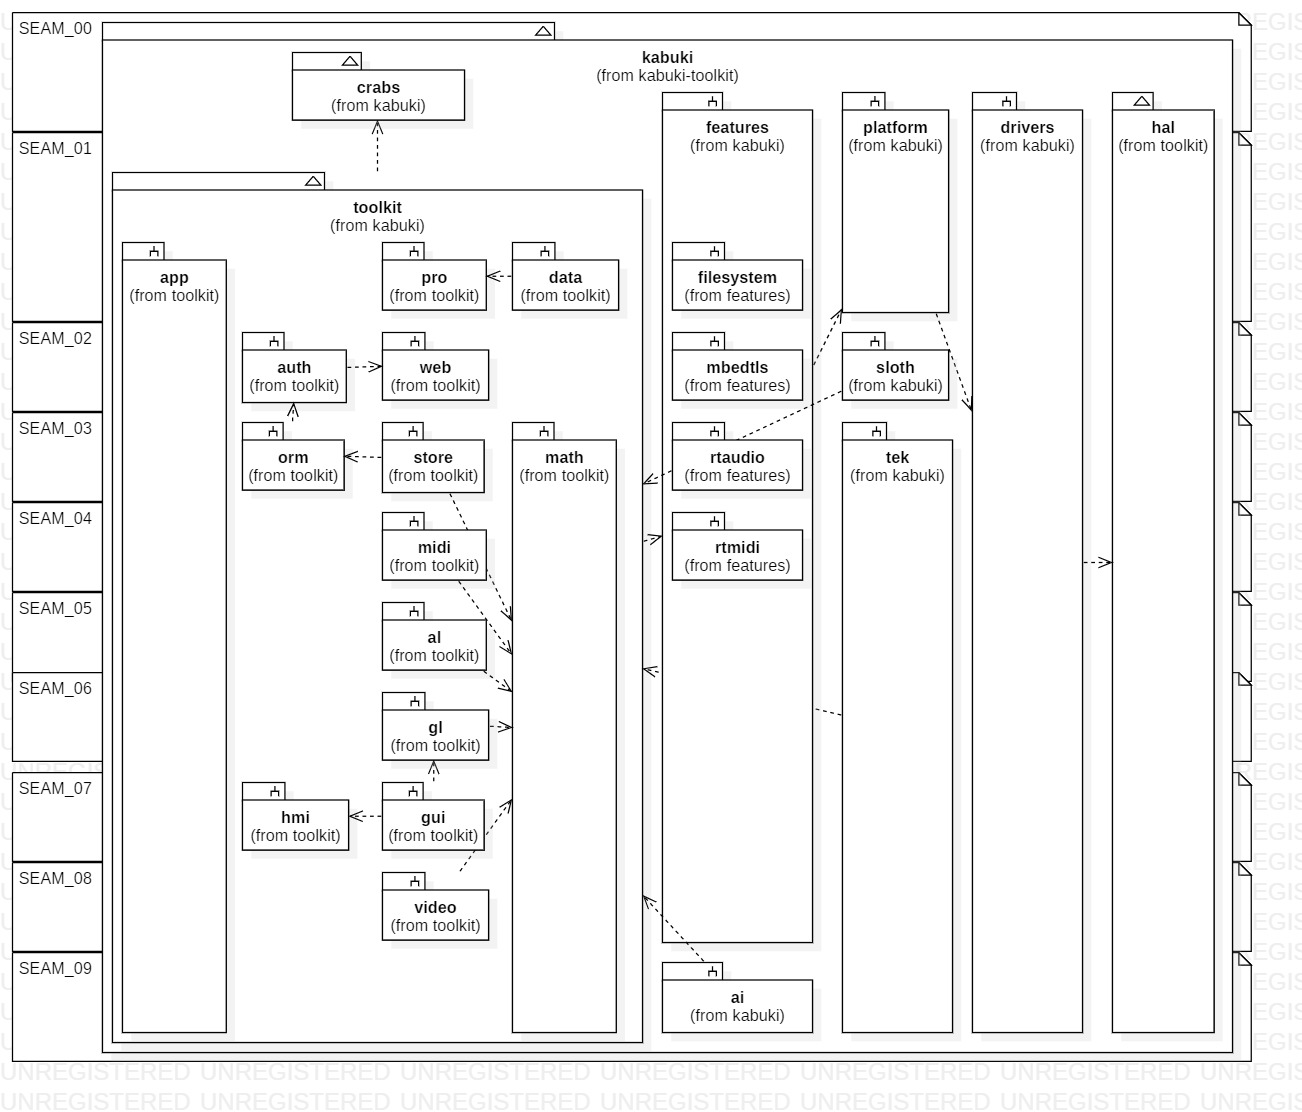 SEAM_00
kabuki
(from kabuki-toolkit)
crabs
(from kabuki)
features
(from kabuki)
platform
(from kabuki)
drivers
(from kabuki)
hal
(from toolkit)
SEAM_01
toolkit
(from kabuki)
app
(from toolkit)
pro
(from toolkit)
data
(from toolkit)
filesystem
(from features)
SEAM_02
auth
(from toolkit)
web
(from toolkit)
mbedtls
(from features)
sloth
(from kabuki)
SEAM_03
orm
(from toolkit)
store
(from toolkit)
math
(from toolkit)
rtaudio
(from features)
tek
(from kabuki)
SEAM_04
midi
(from toolkit)
rtmidi
(from features)
SEAM_05
al
(from toolkit)
SEAM_06
gl
(from toolkit)
SEAM_07
hmi
(from toolkit)
gui
(from toolkit)
SEAM_08
video
(from toolkit)
SEAM_09
ai
(from kabuki)
UNREGISTERED UNREGISTERED UNREGISTERED UNREGISTERED UNREGISTERED UNREGISTERED UNREGIS
UNREGISTERED UNREGISTERED UNREGISTERED UNREGISTERED UNREGISTERED UNREGISTERED UNREGIS